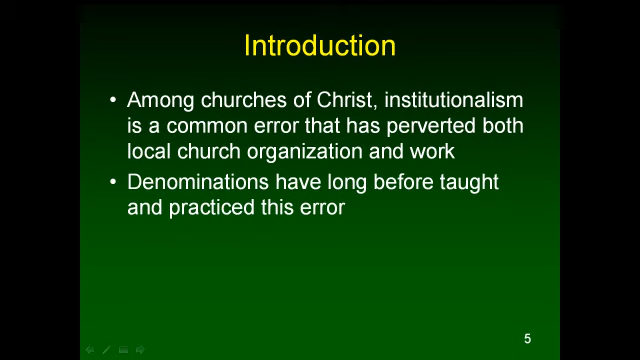 Introduction
• Among churches of Christ, institutionalism
is a common error that has perverted both
local church organization and work
• Denominations have long before taught
and practiced this error
5